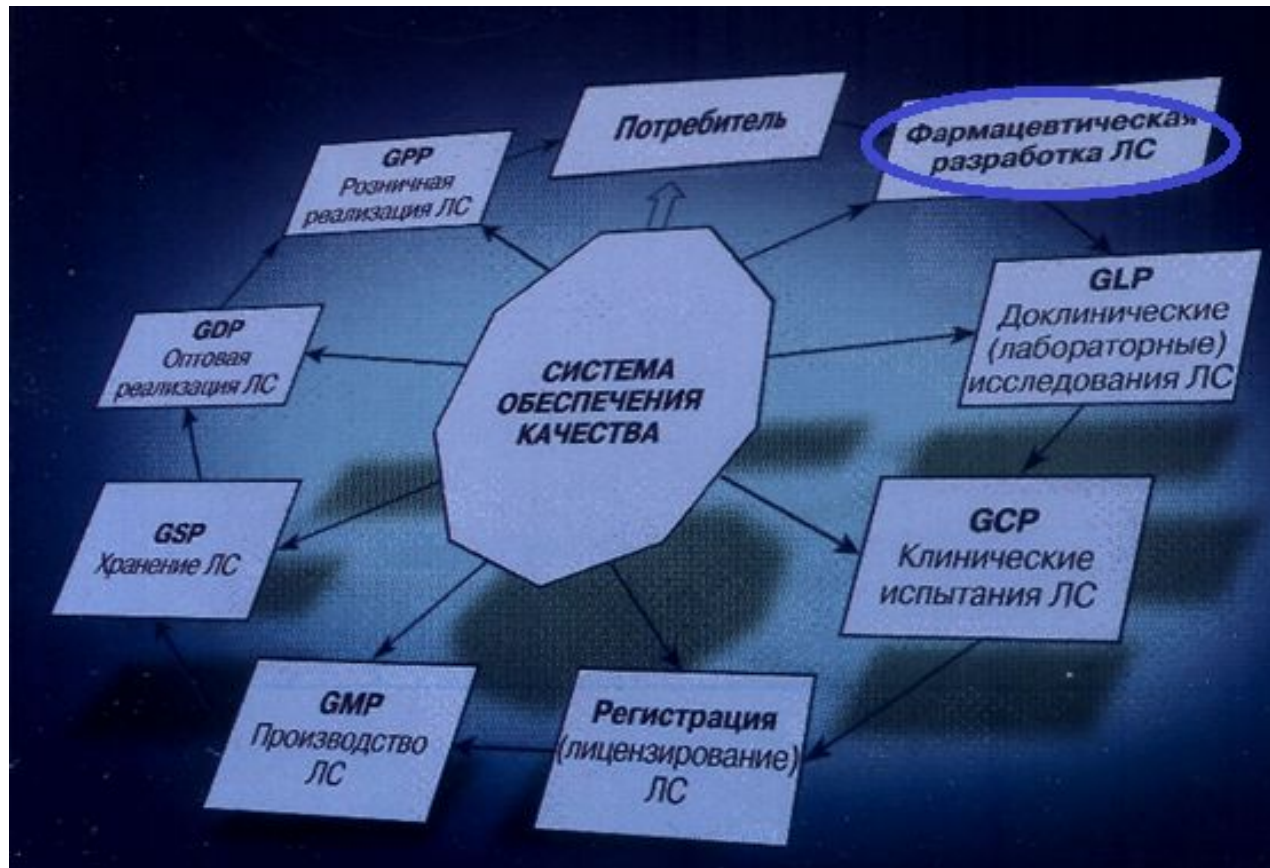 Потребитель
Фармацевтическая
разработка ЛС
GLP
Доклинические
(лабораторные)
исследования ЛС
GCP
Клинические
испытания ЛС
Регистрация
(лицензирование)
ЛС
GMP
Производство
ЛС
GSP
Хранение ЛС
GDP
Оптовая
реализация ЛС
GPP
Розничная
реализация ЛС
СИСТЕМА
ОБЕСПЕЧЕНИЯ
КАЧЕСТВА